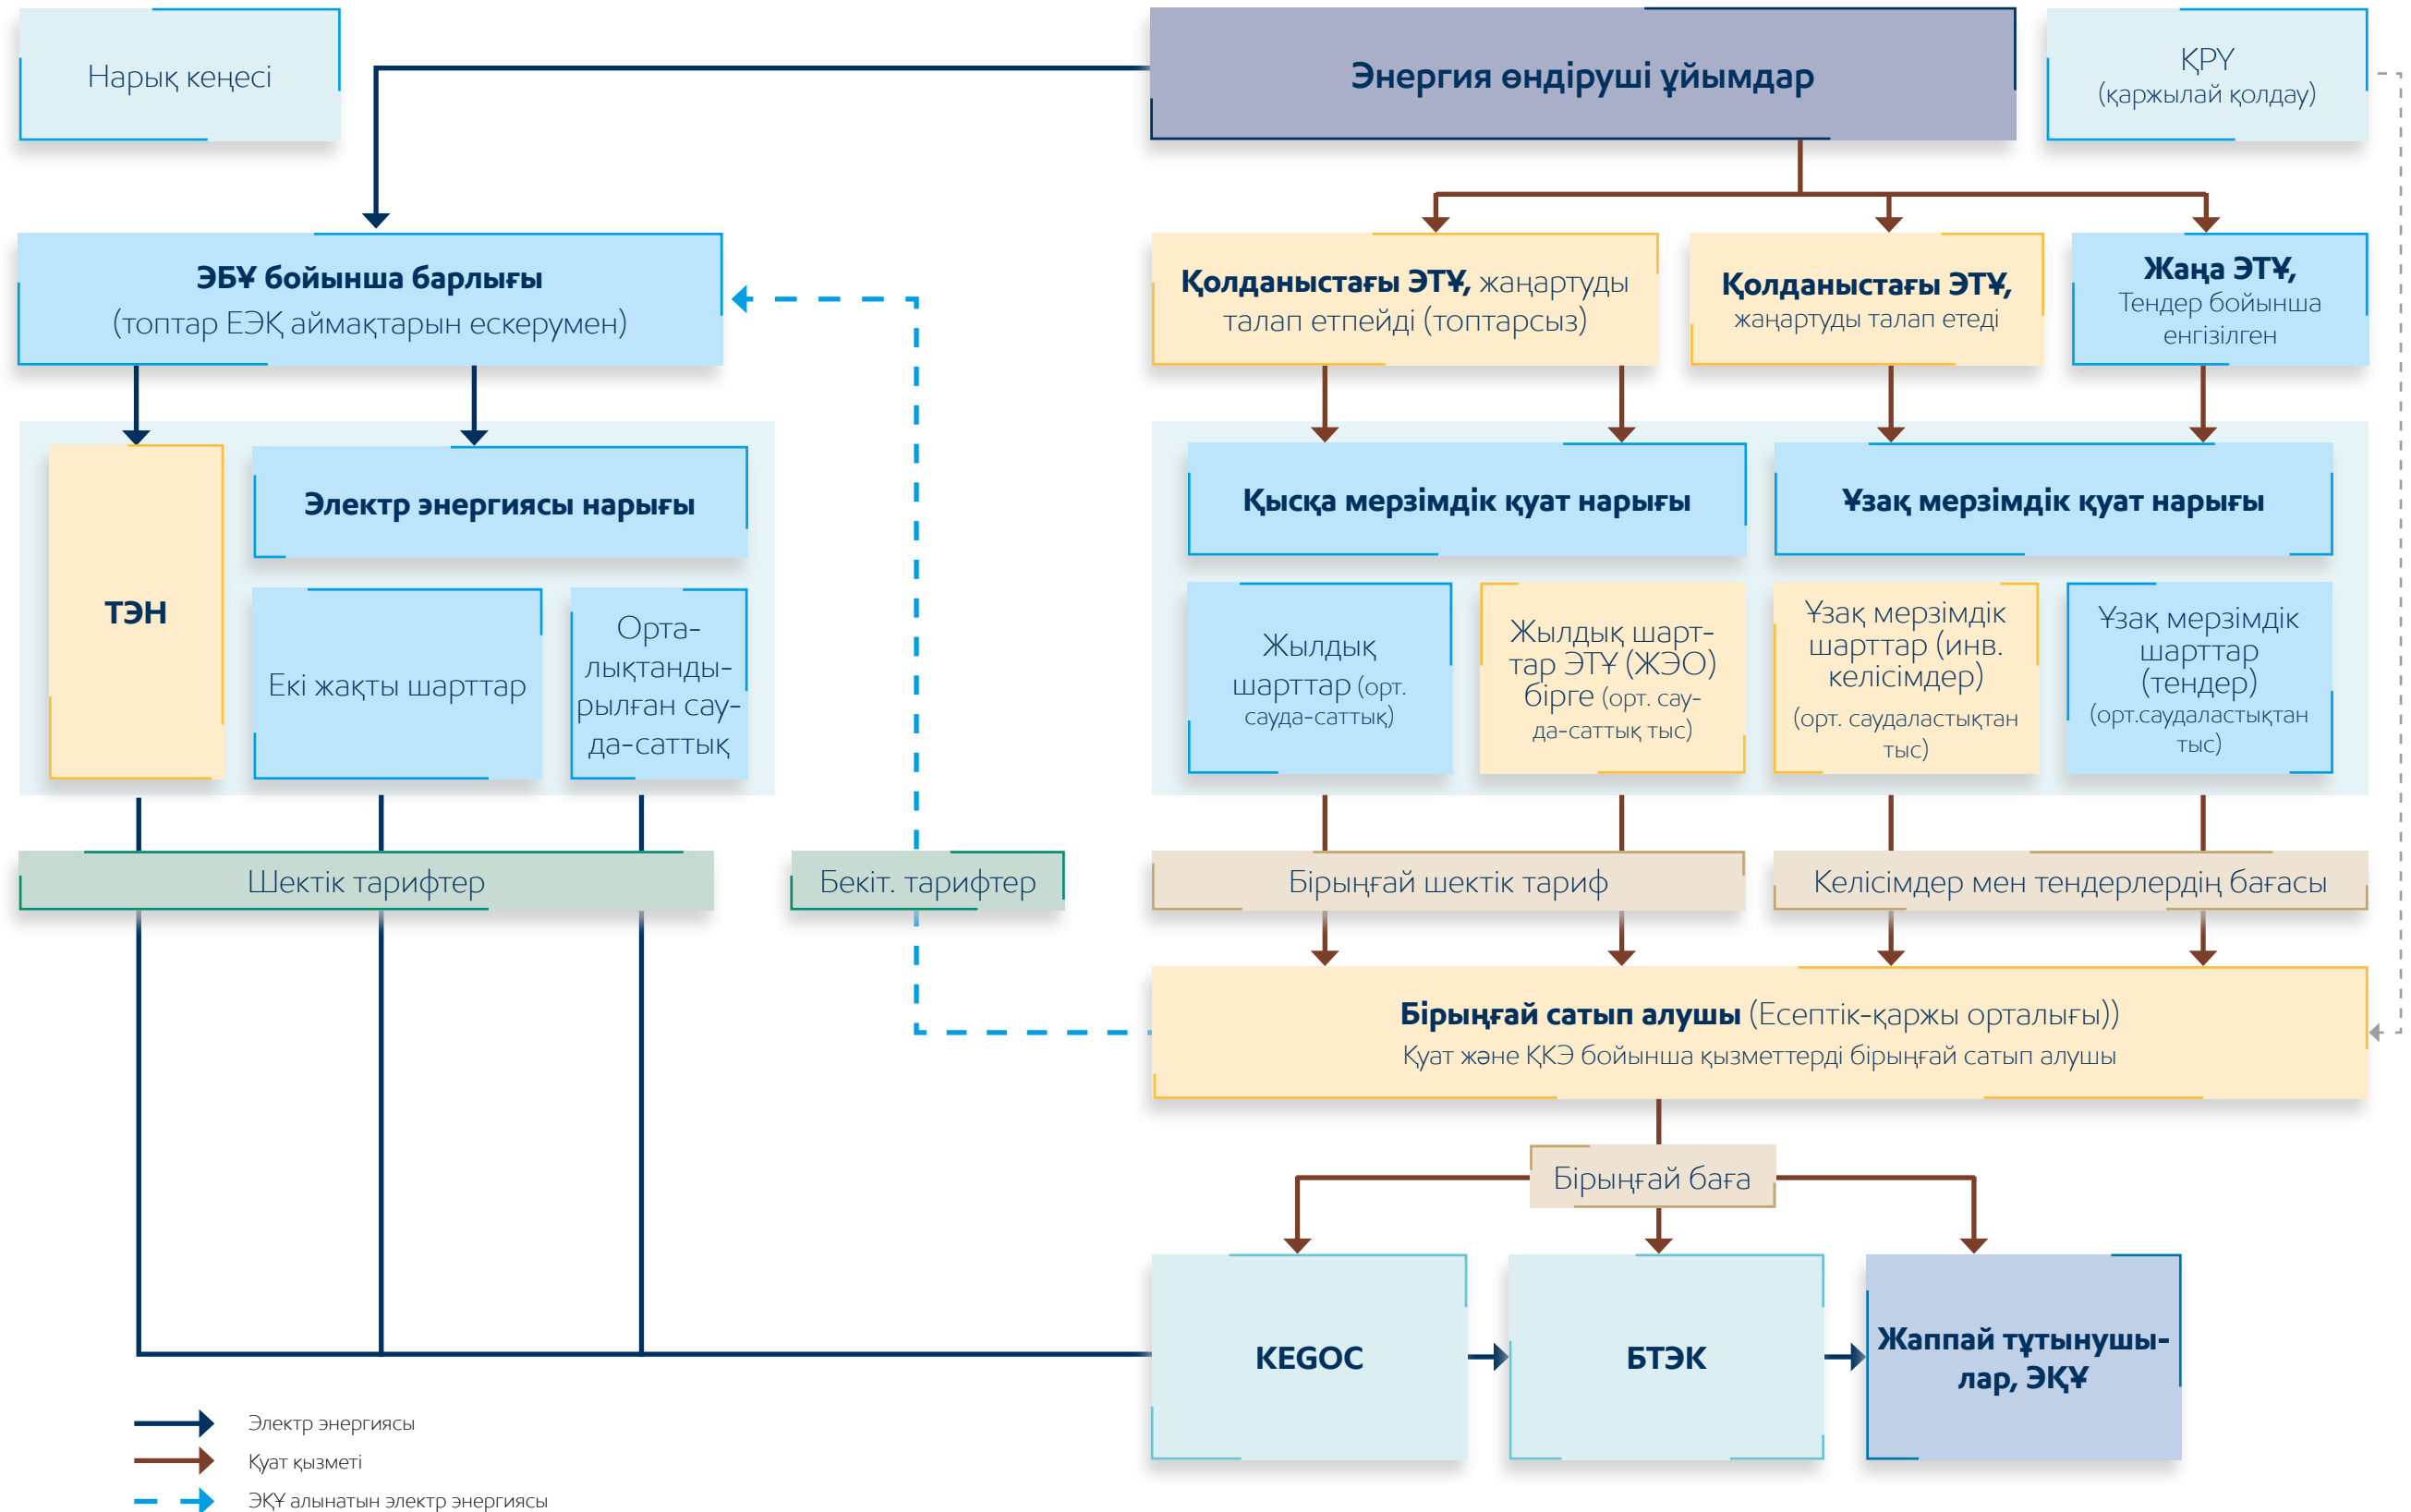 Нарық кеңесі
Энергия өндіруші ұйымдар
ҚРҮ
(қаржылай қолдау)
ЭБҰ бойынша барлығы
(топтар ЕЭҚ аймақтарын ескерумен)
Қолданыстағы ЭТҰ, жаңартуды
талап етпейді (топтарсыз)
Қолданыстағы ЭТҰ,
жаңартуды талап етеді
Жаңа ЭТҰ,
Тендер бойынша
енгізілген
ТЭН
Электр энергиясы нарығы
Екі жақты шарттар
Орта-
лықтанды-
рылған сау-
да-саттық
Қысқа мерзімдік қуат нарығы
Ұзақ мерзімдік қуат нарығы
Жылдық
шарттар (орт.
сауда-саттық)
Жылдық шарт-
тар ЭТҰ (ЖЭО)
бірге (орт. сау-
да-саттық тыс)
Ұзақ мерзімдік
шарттар (инв.
келісімдер)
(орт. саудаластықтан
тыс)
Ұзақ мерзімдік
шарттар
(тендер)
(орт.саудаластықтан
тыс)
Шектік тарифтер
Бекіт. тарифтер
Бірыңғай шектік тариф
Келісімдер мен тендерлердің бағасы
Бірыңғай сатып алушы (Есептік-қаржы орталығы))
Қуат және ҚКЭ бойынша қызметтерді бірыңғай сатып алушы
Бірыңғай баға
KEGOC
БТЭК
Жаппай тұтынушы-
лар, ЭҚҰ
Электр энергиясы
Қуат қызметі
ЭҚҰ алынатын электр энергиясы